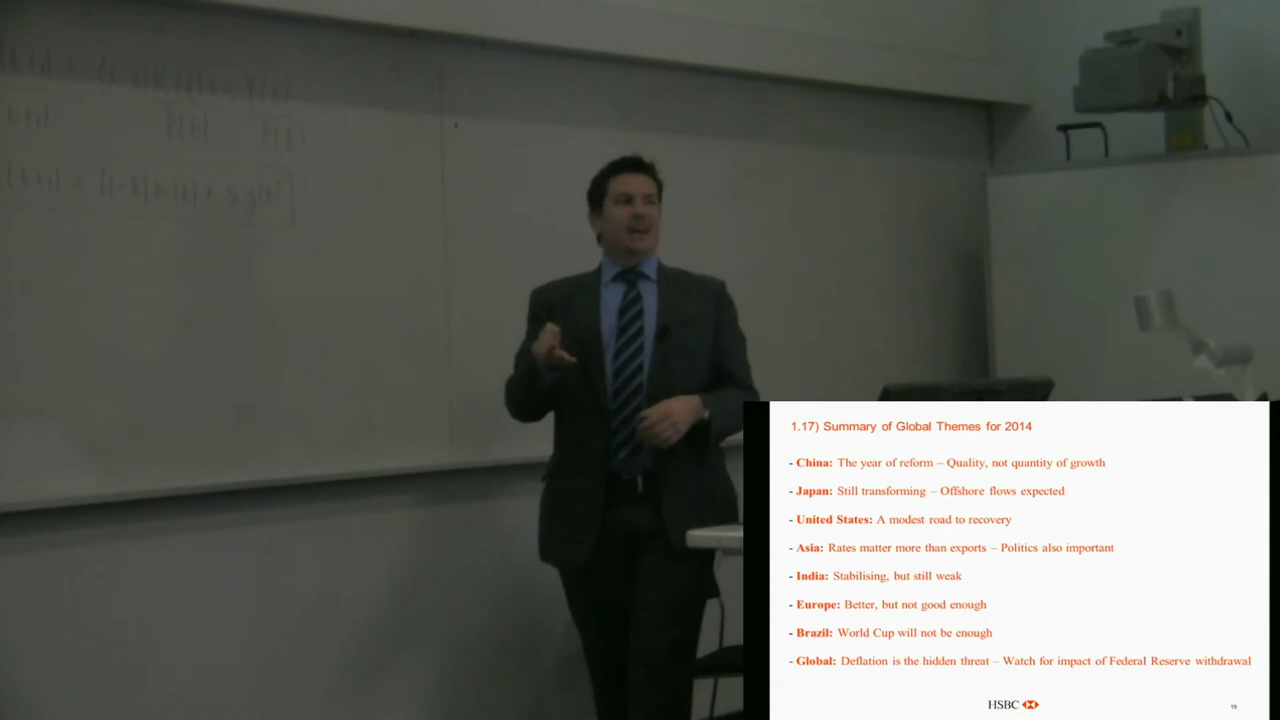 1.17) Summary of Global Themes for 2014
- China: The year of reform – Quality, not quantity of growth
- Japan: Still transforming – Offshore flows expected
- United States: A modest road to recovery
- Asia: Rates matter more than exports – Politics also important
- India: Stabilising, but still weak
- Europe: Better, but not good enough
- Brazil: World Cup will not be enough
- Global: Deflation is the hidden threat – Watch for impact of Federal Reserve withdrawal
HSBC
19